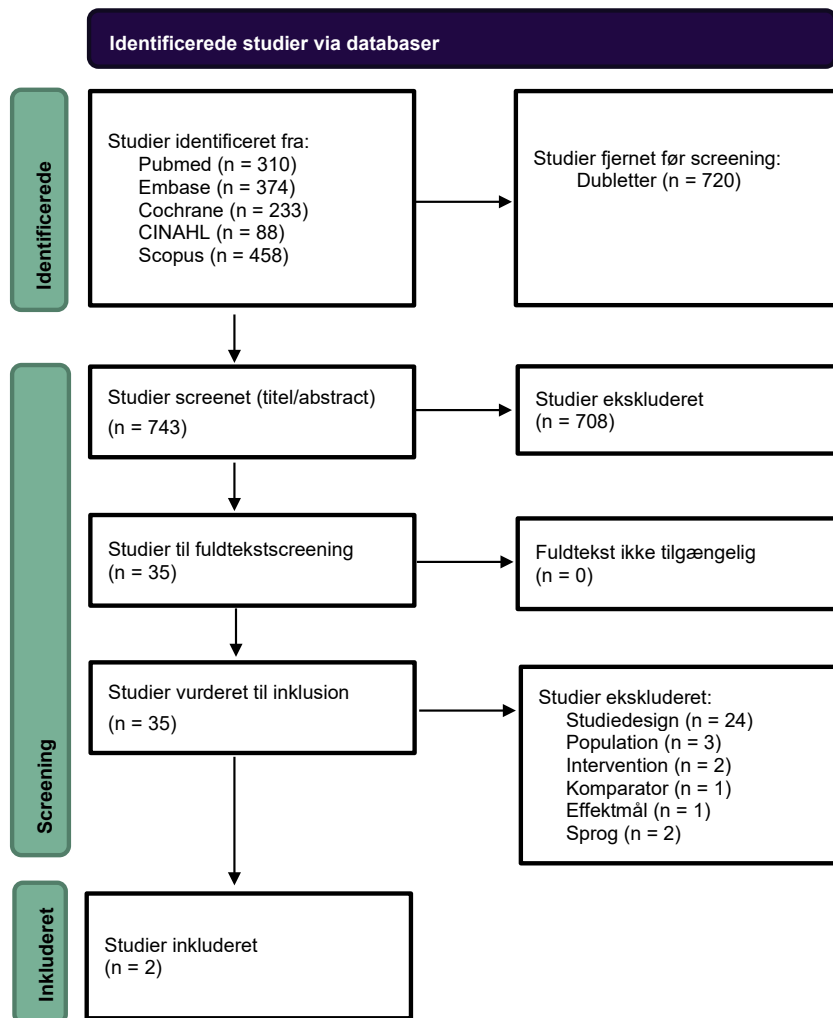 Identificerede studier via databaser
Identificerede
Studier identificeret fra:
Pubmed (n = 310)
Embase (n = 374)
Cochrane (n = 233)
CINAHL (n = 88)
Scopus (n = 458)
Studier fjernet før screening:
Dubletter (n = 720)
Screening
Studier screenet (titel/abstract)
(n = 743)
Studier ekskluderet
(n = 708)
Studier til fuldtekstscreening
(n = 35)
Fuldtekst ikke tilgængelig
(n = 0)
Studier vurderet til inklusion
(n = 35)
Studier ekskluderet:
Studiedesign (n = 24)
Population (n = 3)
Intervention (n = 2)
Komparator (n = 1)
Effektmål (n = 1)
Sprog (n = 2)
Inkluderet
Studier inkluderet
(n = 2)